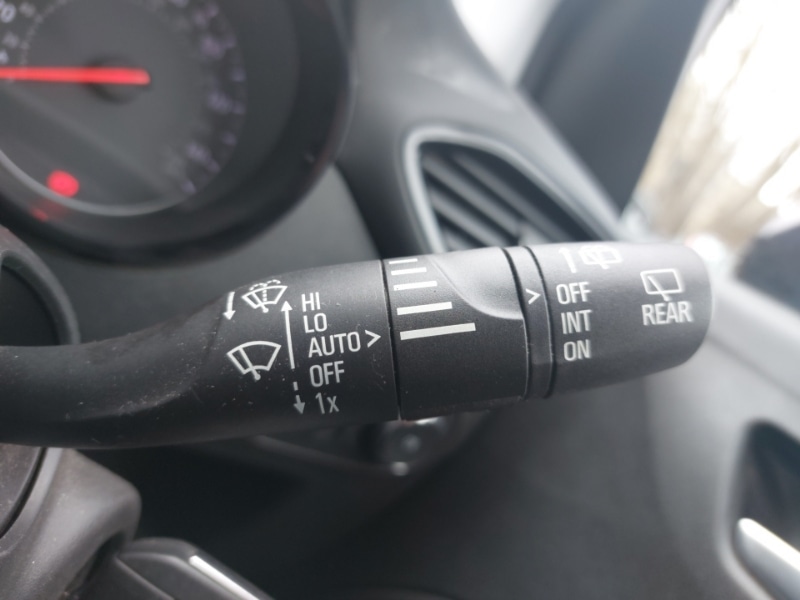 HI
LO
AUTO >
OFF
1x
> OFF
INT
ON
REAR